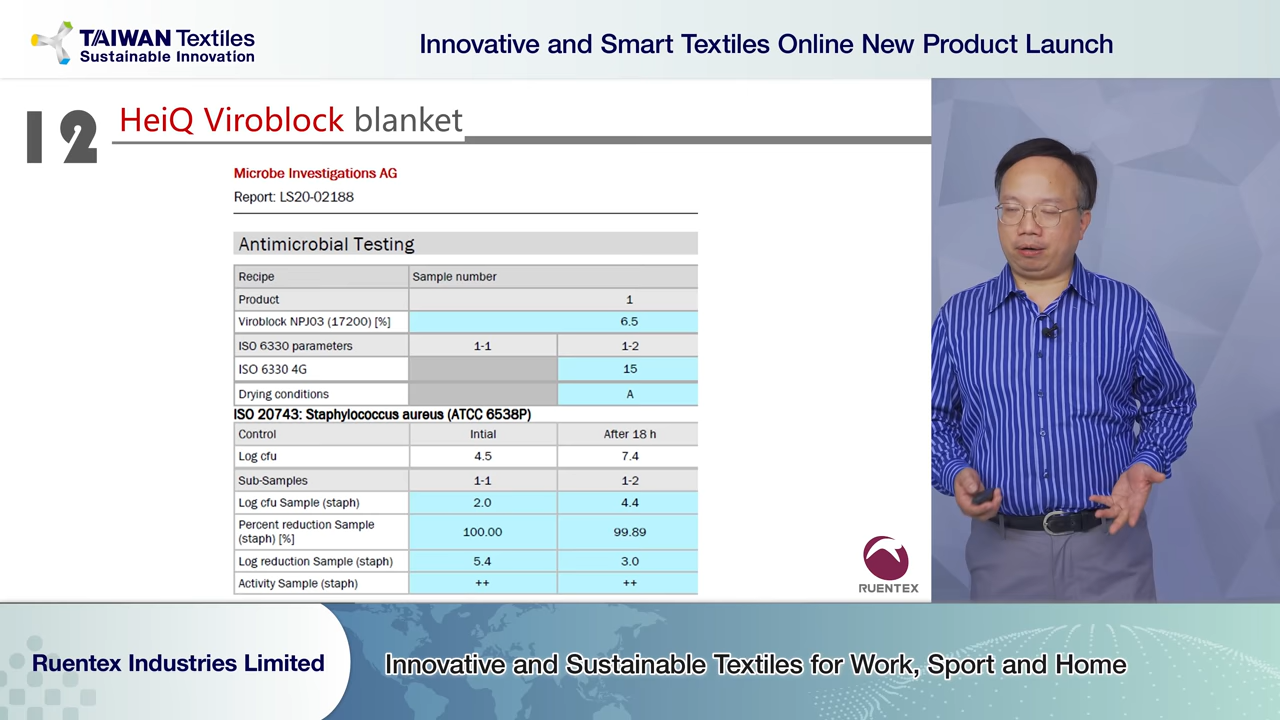 TAIWAN Textiles
Sustainable Innovation
Innovative and Smart Textiles Online New Product Launch
12
HeiQ Viroblock blanket
Microbe Investigations AG
Report: LS20-02188
Antimicrobial Testing
Recipe Sample number
Product 1
Viroblock NPJ03 (17200) [%] 6.5
ISO 6330 parameters 1-1 1-2
ISO 6330 4G 15
Drying conditions A
ISO 20743: Staphylococcus aureus (ATCC 6538P)
Control Intial After 18 h
Log cfu 4.5 7.4
Sub-Samples 1-1 1-2
Log cfu Sample (staph) 2.0 4.4
Percent reduction Sample
(staph) [%] 100.00 99.89
Log reduction Sample (staph) 5.4 3.0
Activity Sample (staph) ++ ++
RUENTEX
Ruentex Industries Limited
Innovative and Sustainable Textiles for Work, Sport and Home